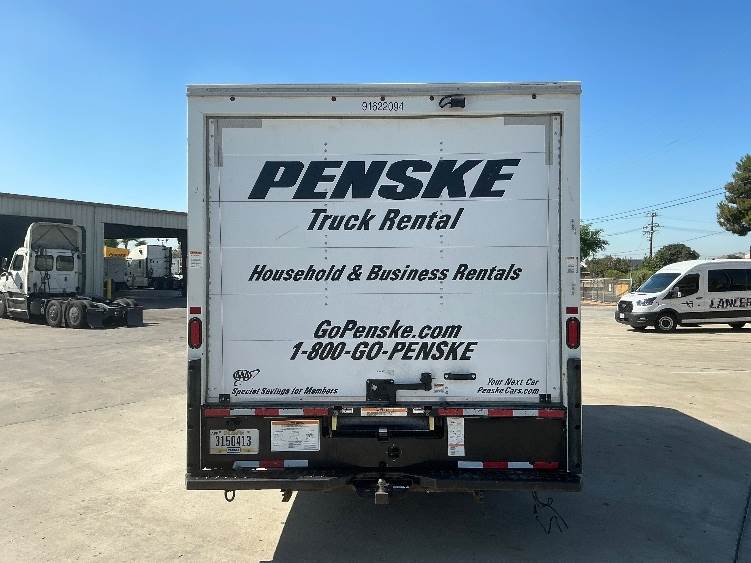 91622094
PENSKE
Truck Rental
Household & Business Rentals
GoPenske.com
1-800-GO-PENSKE
AAA
Special Savings for Members
Your Next Car
PenskeCars.com
3150413
LANCER